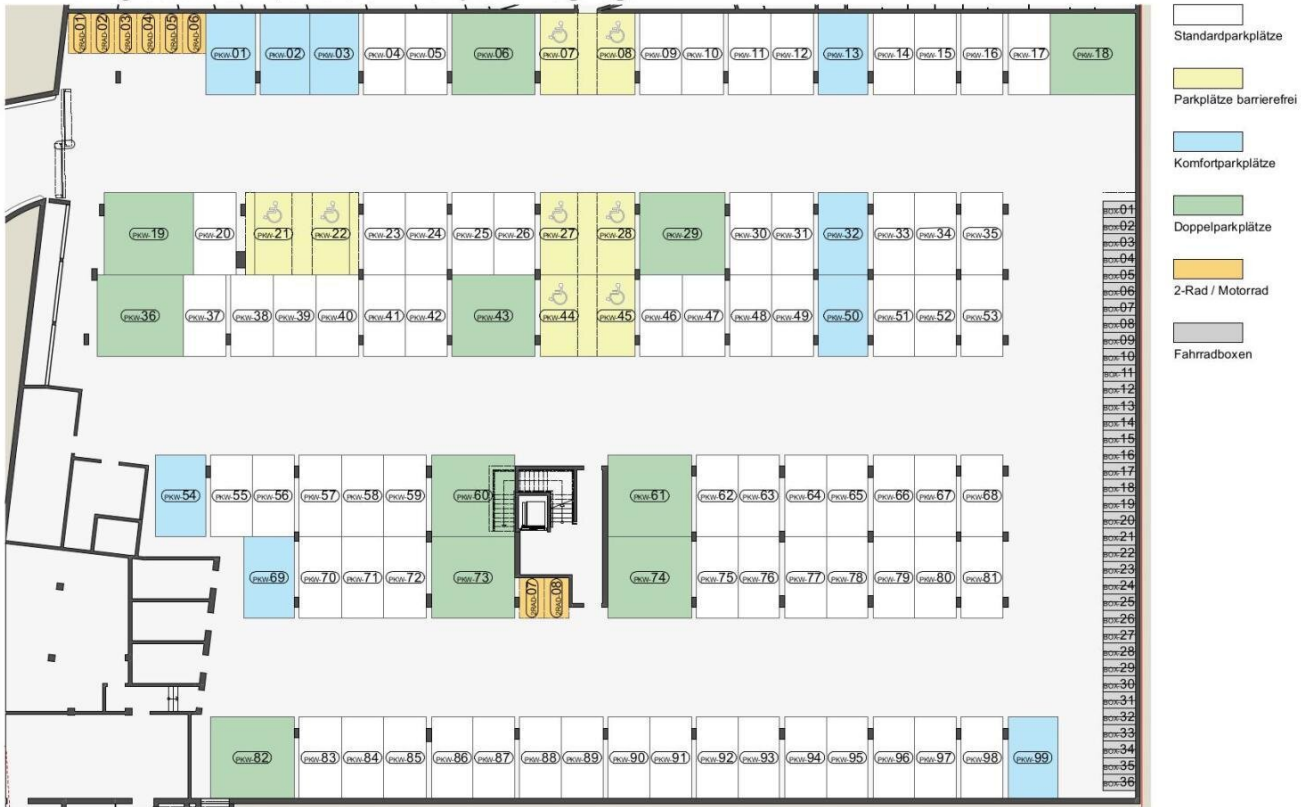 2RAD-01 2RAD-02 2RAD-03 2RAD-04 2RAD-05 2RAD-06
PKW-01 PKW-02 PKW-03 PKW-04 PKW-05 PKW-06 PKW-07 PKW-08 PKW-09 PKW-10 PKW-11 PKW-12 PKW-13 PKW-14 PKW-15 PKW-16 PKW-17 PKW-18
PKW-19 PKW-20 PKW-21 PKW-22 PKW-23 PKW-24 PKW-25 PKW-26 PKW-27 PKW-28 PKW-29 PKW-30 PKW-31 PKW-32 PKW-33 PKW-34 PKW-35
PKW-36 PKW-37 PKW-38 PKW-39 PKW-40 PKW-41 PKW-42 PKW-43 PKW-44 PKW-45 PKW-46 PKW-47 PKW-48 PKW-49 PKW-50 PKW-51 PKW-52 PKW-53
PKW-54 PKW-55 PKW-56 PKW-57 PKW-58 PKW-59 PKW-60 PKW-61 PKW-62 PKW-63 PKW-64 PKW-65 PKW-66 PKW-67 PKW-68
PKW-69 PKW-70 PKW-71 PKW-72 PKW-73 2RAD-07 2RAD-08 PKW-74 PKW-75 PKW-76 PKW-77 PKW-78 PKW-79 PKW-80 PKW-81
PKW-82 PKW-83 PKW-84 PKW-85 PKW-86 PKW-87 PKW-88 PKW-89 PKW-90 PKW-91 PKW-92 PKW-93 PKW-94 PKW-95 PKW-96 PKW-97 PKW-98 PKW-99
BOX-01
BOX-02
BOX-03
BOX-04
BOX-05
BOX-06
BOX-07
BOX-08
BOX-09
BOX-10
BOX-11
BOX-12
BOX-13
BOX-14
BOX-15
BOX-16
BOX-17
BOX-18
BOX-19
BOX-20
BOX-21
BOX-22
BOX-23
BOX-24
BOX-25
BOX-26
BOX-27
BOX-28
BOX-29
BOX-30
BOX-31
BOX-32
BOX-33
BOX-34
BOX-35
BOX-36
Standardparkplätze
Parkplätze barrierefrei
Komfortparkplätze
Doppelparkplätze
2-Rad / Motorrad
Fahrradboxen